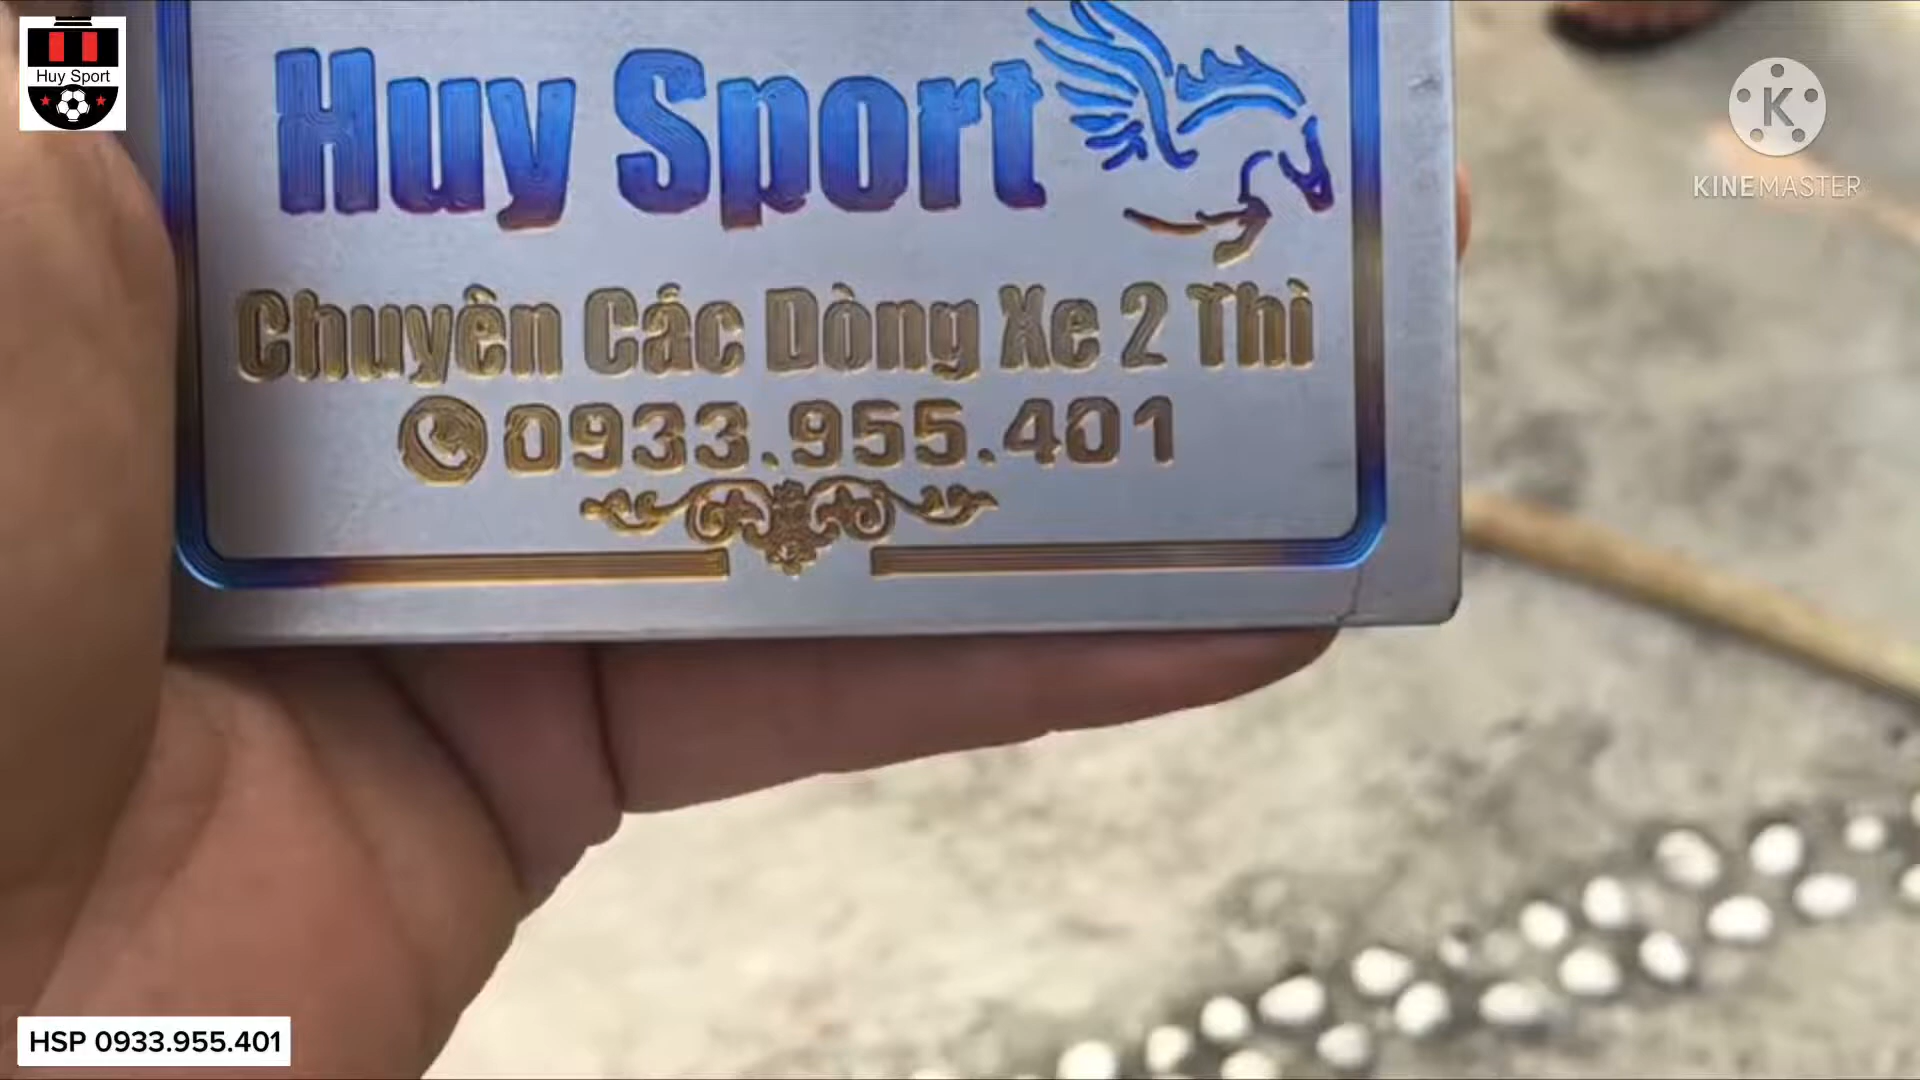 Huy Sport
Huy Sport
KINEMASTER
Chuyên Các Dòng Xe 2 Thì
0933.955.401
HSP 0933.955.401